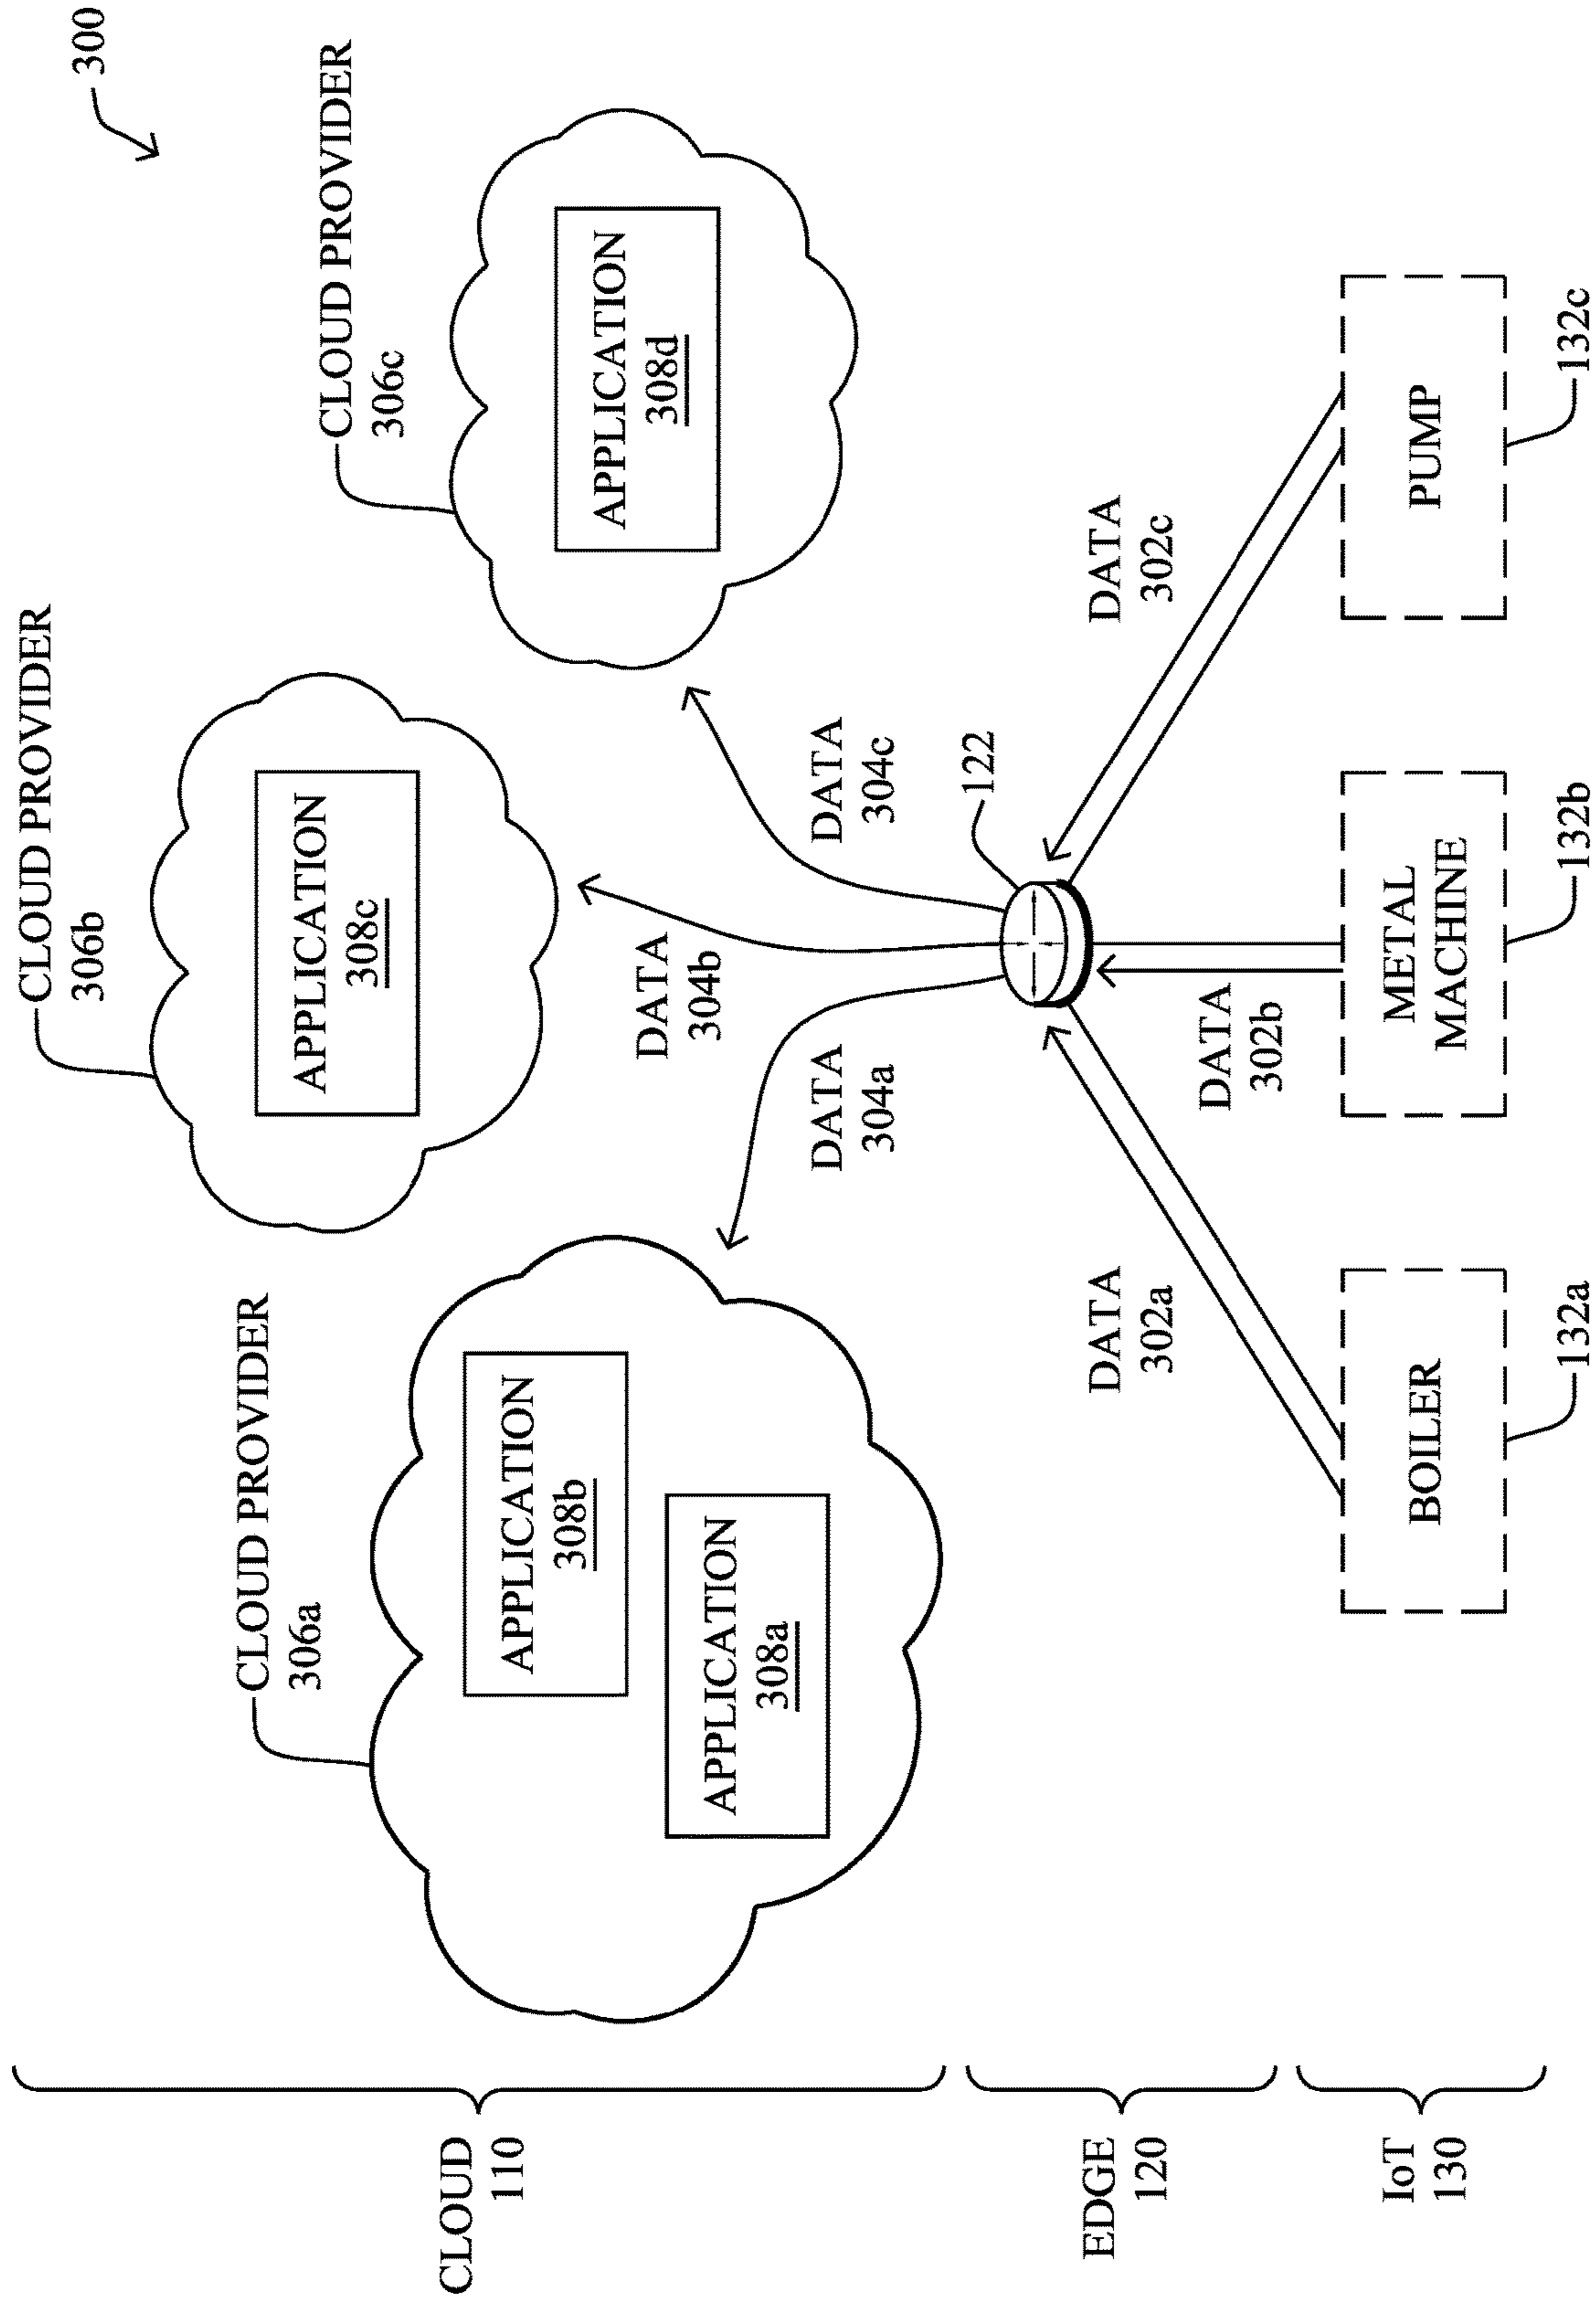 300
CLOUD PROVIDER
306b
CLOUD PROVIDER
306a
CLOUD PROVIDER
306c
APPLICATION
308c
APPLICATION
308b
APPLICATION
308a
APPLICATION
308d
CLOUD
110
DATA
304a
DATA
304b
DATA
304c
122
EDGE
120
DATA
302a
DATA
302b
DATA
302c
IoT
130
BOILER
132a
METAL
MACHINE
132b
PUMP
132c